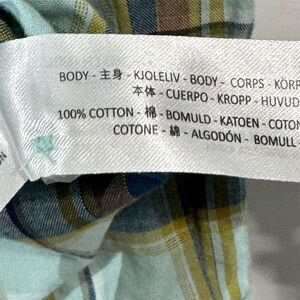 BODY - 主身 - KJOLELIV - BODY - CORPS - KÖRP
本体 - CUERPO - KROPP - HUVUD
100% COTTON - 棉 - BOMULD - KATOEN - COTON
COTONE - 綿 - ALGODÓN - BOMULL -